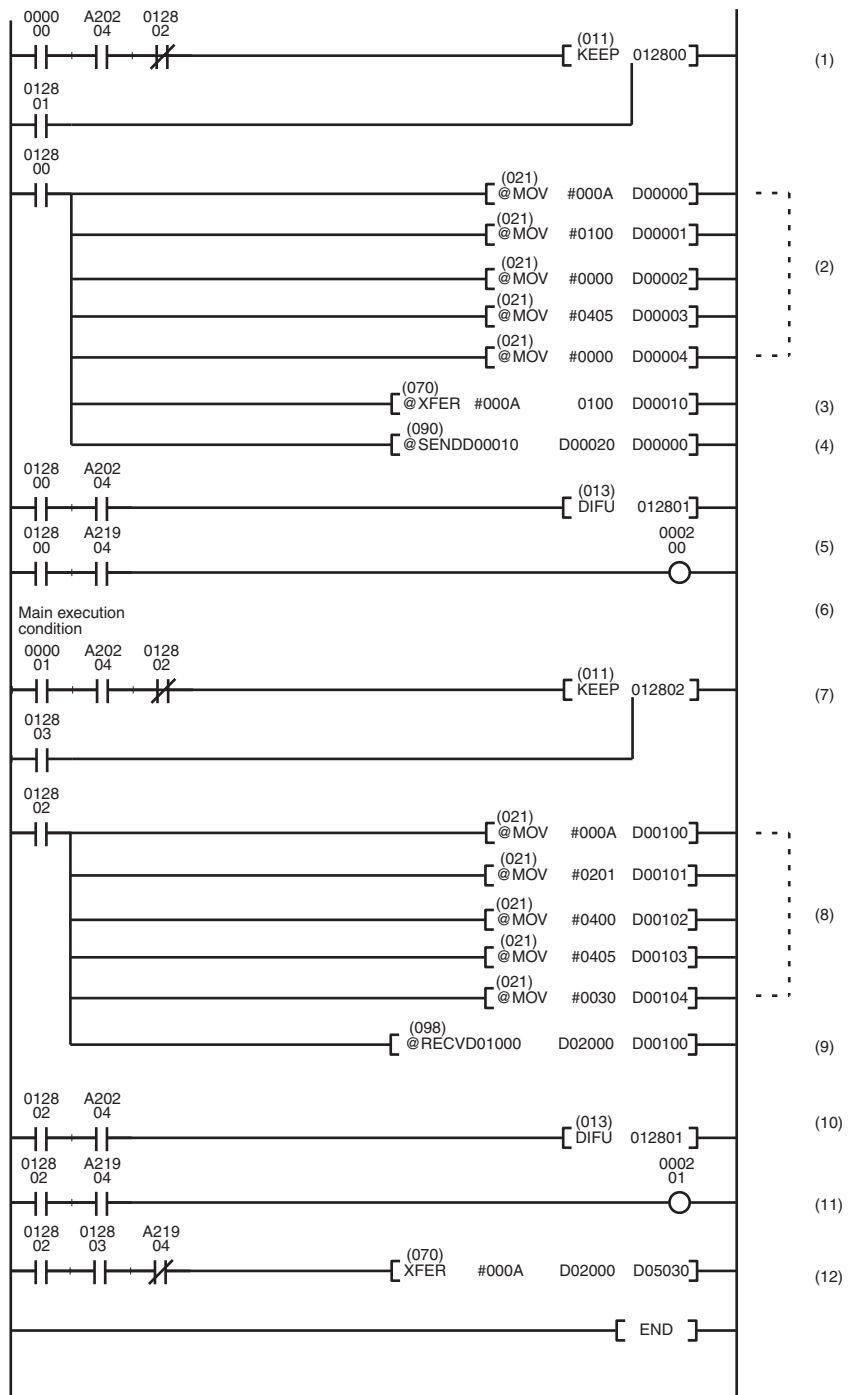 0000 A202 0128
00 04 02
(011)
KEEP 012800
(1)
0128
01
0128
00
(021)
@MOV #000A D00000
(021)
@MOV #0100 D00001
(2)
(021)
@MOV #0000 D00002
(021)
@MOV #0405 D00003
(021)
@MOV #0000 D00004
(070)
@XFER #000A 0100 D00010
(3)
(090)
@SENDD00010 D00020 D00000
(4)
0128 A202
00 04
(013)
DIFU 012801
0128 A219
00 04
0002
00
(5)
Main execution
condition
(6)
0000 A202 0128
01 04 02
(011)
KEEP 012802
(7)
0128
03
0128
02
(021)
@MOV #000A D00100
(021)
@MOV #0201 D00101
(8)
(021)
@MOV #0400 D00102
(021)
@MOV #0405 D00103
(021)
@MOV #0030 D00104
(098)
@RECVD01000 D02000 D00100
(9)
0128 A202
02 04
(013)
DIFU 012801
(10)
0128 A219
02 04
0002
01
(11)
0128 0128 A219
02 03 04
(070)
XFER #000A D02000 D05030
(12)
END